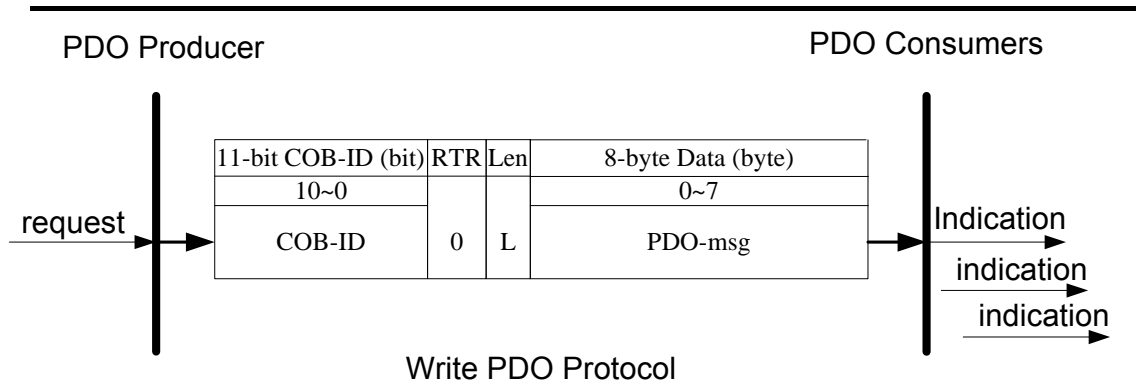 PDO Producer
PDO Consumers
11-bit COB-ID (bit) RTR Len 8-byte Data (byte)
10~0 0~7
request
COB-ID 0 L PDO-msg
Indication
indication
indication
Write PDO Protocol